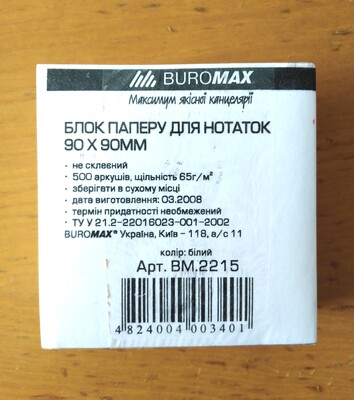 BUROMAX
Максимум якісної канцелярії
БЛОК ПАПЕРУ ДЛЯ НОТАТОК
90 X 90MM
• не склеєний
• 500 аркушів, щільність 65г/м²
• зберігати в сухому місці
• дата виготовлення: 03.2008
• термін придатності необмежений
• ТУ У 21.2-22016023-001-2002
BUROMAX® Україна, Київ - 118, а/с 11
колір: білий
Арт. BM.2215
4 824004 003401